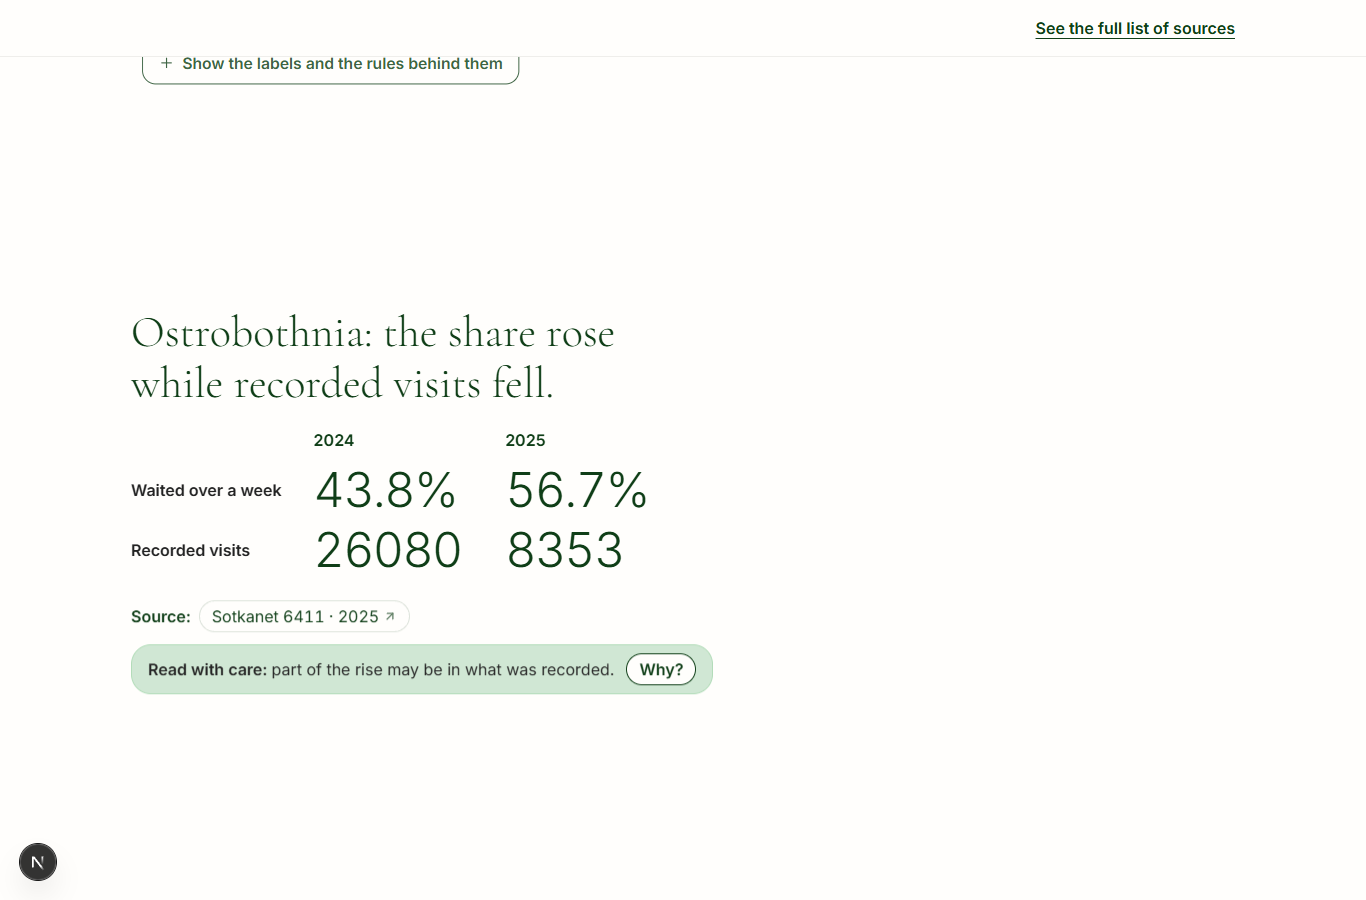 See the full list of sources
+ Show the labels and the rules behind them
Ostrobothnia: the share rose
while recorded visits fell.
2024 2025
Waited over a week 43.8% 56.7%
Recorded visits 26080 8353
Source: Sotkanet 6411 · 2025 ↗
Read with care: part of the rise may be in what was recorded. Why?
N